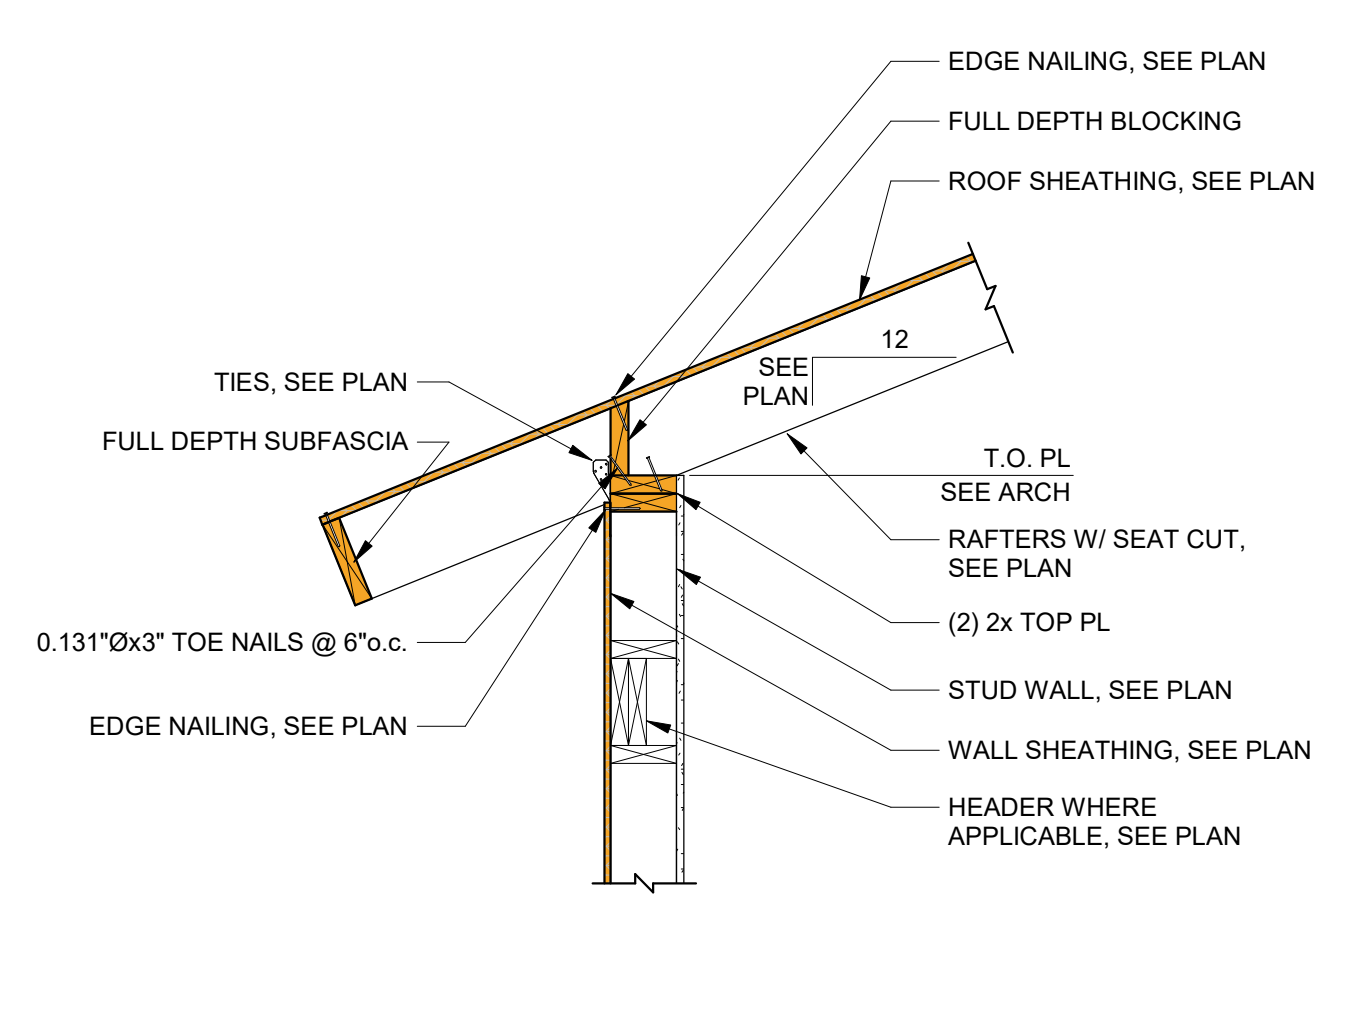 EDGE NAILING, SEE PLAN
FULL DEPTH BLOCKING
ROOF SHEATHING, SEE PLAN
12
SEE
PLAN
TIES, SEE PLAN
FULL DEPTH SUBFASCIA
T.O. PL
SEE ARCH
RAFTERS W/ SEAT CUT,
SEE PLAN
(2) 2x TOP PL
0.131"Øx3" TOE NAILS @ 6"o.c.
STUD WALL, SEE PLAN
EDGE NAILING, SEE PLAN
WALL SHEATHING, SEE PLAN
HEADER WHERE
APPLICABLE, SEE PLAN